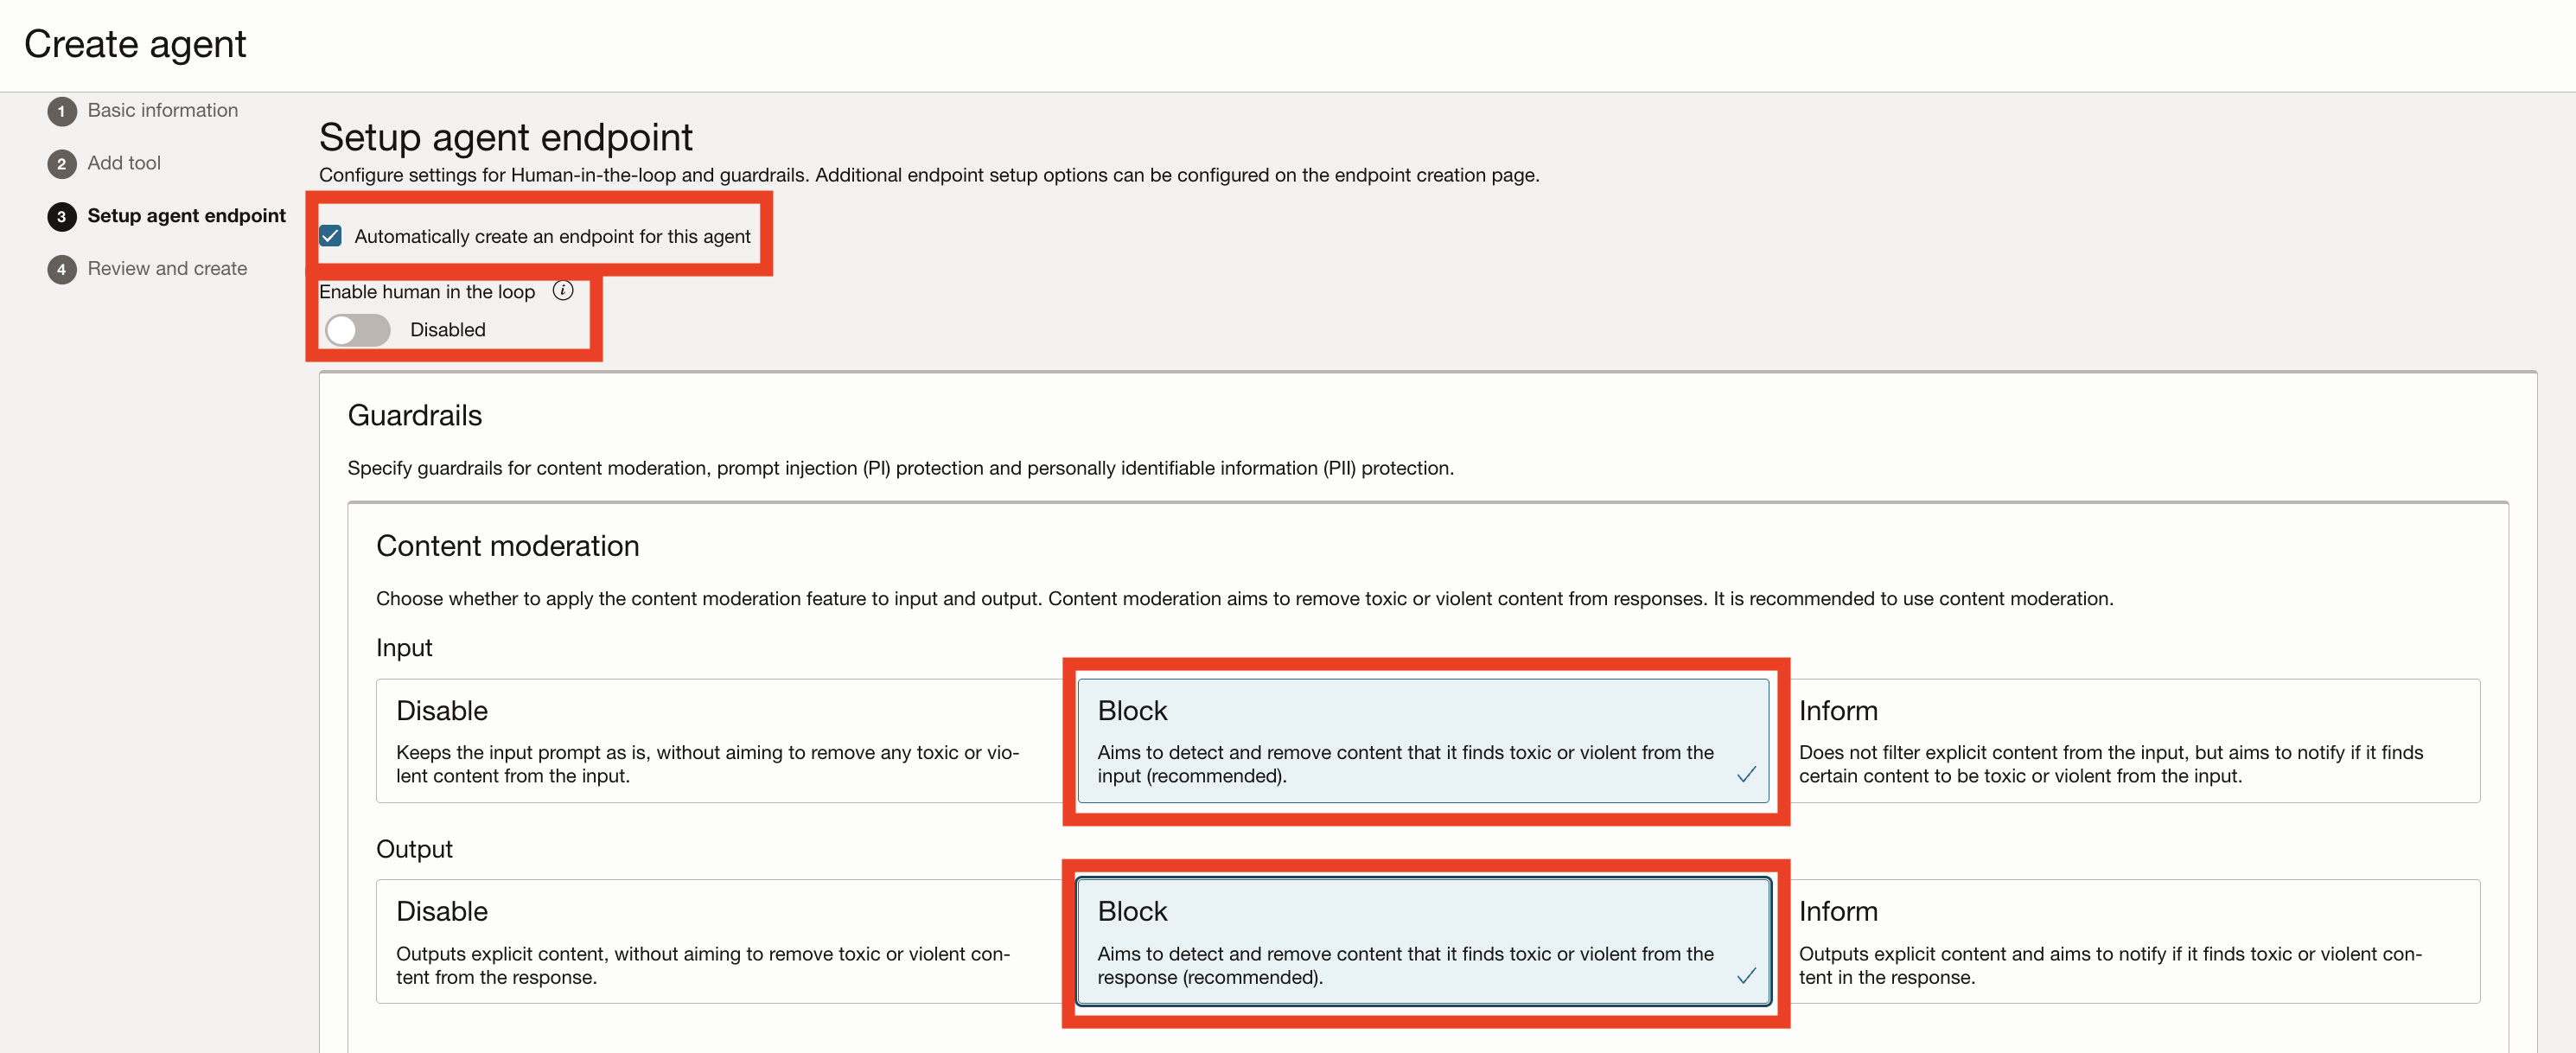 Create agent
1 Basic information
2 Add tool
3 Setup agent endpoint
4 Review and create
Setup agent endpoint
Configure settings for Human-in-the-loop and guardrails. Additional endpoint setup options can be configured on the endpoint creation page.
Automatically create an endpoint for this agent
Enable human in the loop i
Disabled
Guardrails
Specify guardrails for content moderation, prompt injection (PI) protection and personally identifiable information (PII) protection.
Content moderation
Choose whether to apply the content moderation feature to input and output. Content moderation aims to remove toxic or violent content from responses. It is recommended to use content moderation.
Input
Disable
Keeps the input prompt as is, without aiming to remove any toxic or vio-
lent content from the input.
Block
Aims to detect and remove content that it finds toxic or violent from the
input (recommended).
Inform
Does not filter explicit content from the input, but aims to notify if it finds
certain content to be toxic or violent from the input.
Output
Disable
Outputs explicit content, without aiming to remove toxic or violent con-
tent from the response.
Block
Aims to detect and remove content that it finds toxic or violent from the
response (recommended).
Inform
Outputs explicit content and aims to notify if it finds toxic or violent con-
tent in the response.